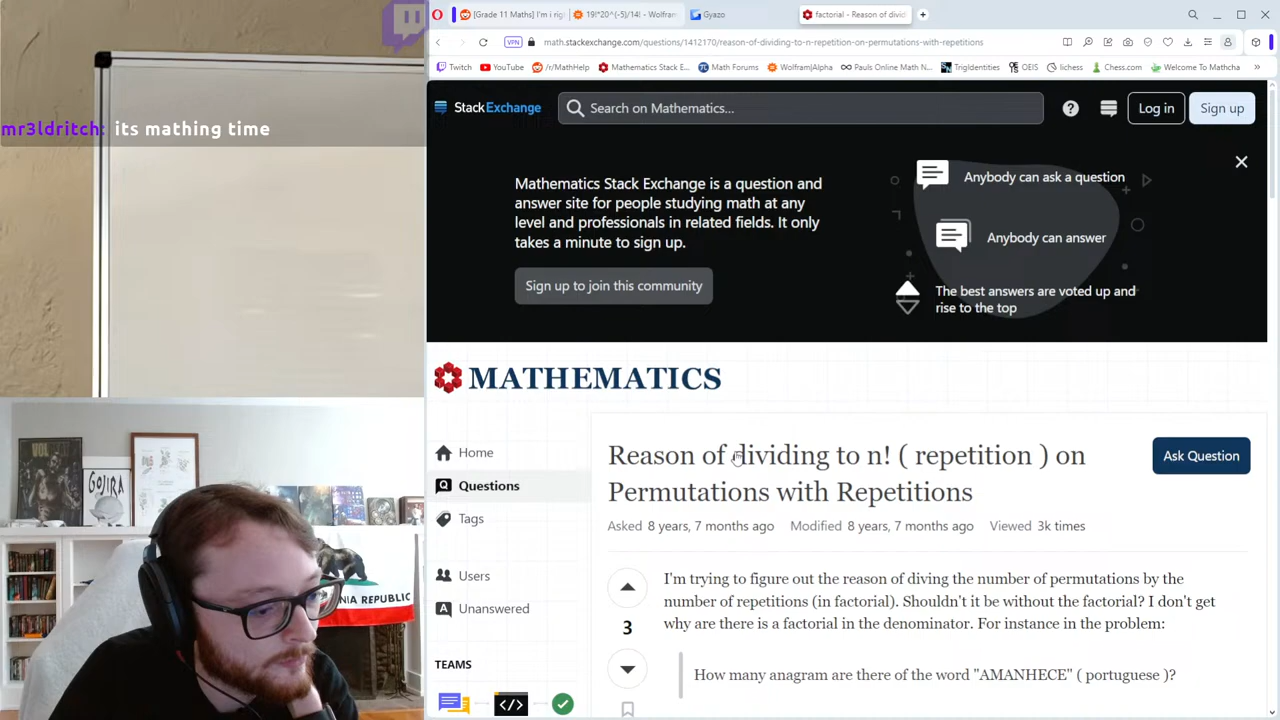 mr3ldritch: its mathing time
[Grade 11 Maths] I'm i rig
19!*20^(-5)/14! - Wolfram
Gyazo
factorial - Reason of divid
VPN
math.stackexchange.com/questions/1412170/reason-of-dividing-to-n-repetition-on-permutations-with-repetitions
Twitch
YouTube
/r/MathHelp
Mathematics Stack E...
Math Forums
Wolfram|Alpha
Pauls Online Math N...
TrigIdentities
OEIS
lichess
Chess.com
Welcome To Mathcha
StackExchange
Search on Mathematics...
Log in
Sign up
Mathematics Stack Exchange is a question and
answer site for people studying math at any
level and professionals in related fields. It only
takes a minute to sign up.
Sign up to join this community
Anybody can ask a question
Anybody can answer
The best answers are voted up and
rise to the top
MATHEMATICS
Home
Questions
Tags
Users
Unanswered
TEAMS
Reason of dividing to n! ( repetition ) on
Permutations with Repetitions
Ask Question
Asked 8 years, 7 months ago Modified 8 years, 7 months ago Viewed 3k times
3
I'm trying to figure out the reason of diving the number of permutations by the
number of repetitions (in factorial). Shouldn't it be without the factorial? I don't get
why are there is a factorial in the denominator. For instance in the problem:
How many anagram are there of the word "AMANHECE" ( portuguese )?
VOL
GOJIRA